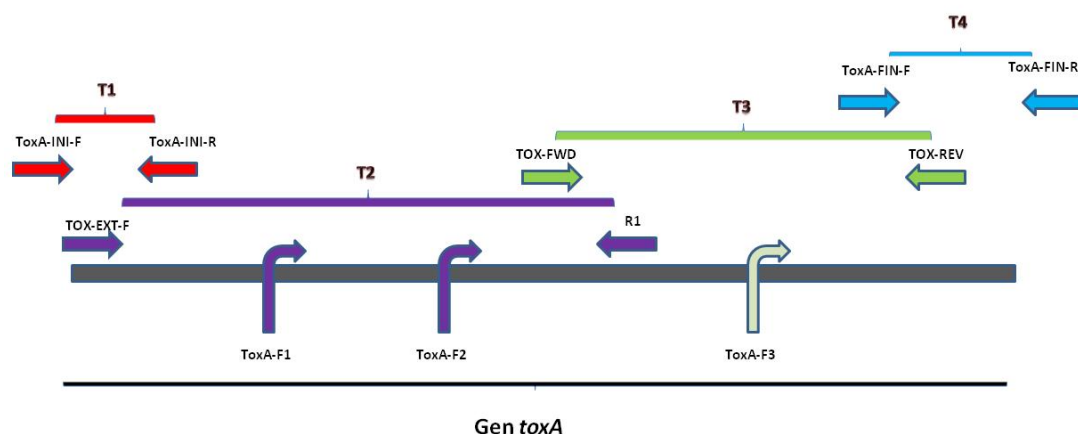 T4
ToxA-FIN-F
ToxA-FIN-R
T1
T3
ToxA-INI-F
ToxA-INI-R
TOX-FWD
TOX-REV
T2
TOX-EXT-F
R1
ToxA-F1
ToxA-F2
ToxA-F3
Gen toxA